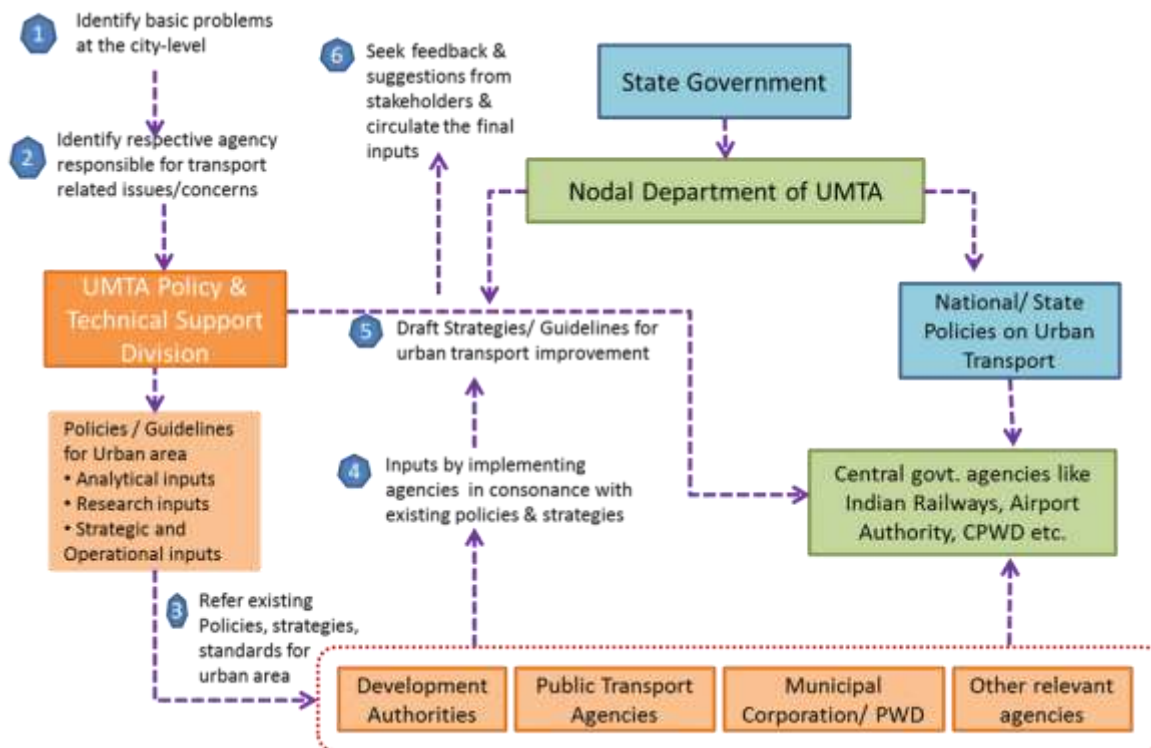 1
Identify basic problems
at the city-level
2
Identify respective agency
responsible for transport
related issues/concerns
UMTA Policy &
Technical Support
Division
Policies / Guidelines
for Urban area
• Analytical inputs
• Research inputs
• Strategic and
Operational inputs
3
Refer existing
Policies, strategies,
standards for
urban area
6
Seek feedback &
suggestions from
stakeholders &
circulate the final
inputs
State Government
Nodal Department of UMTA
5
Draft Strategies/ Guidelines for
urban transport improvement
4
Inputs by implementing
agencies in consonance with
existing policies & strategies
National/ State
Policies on Urban
Transport
Central govt. agencies like
Indian Railways, Airport
Authority, CPWD etc.
Development
Authorities
Public Transport
Agencies
Municipal
Corporation/ PWD
Other relevant
agencies